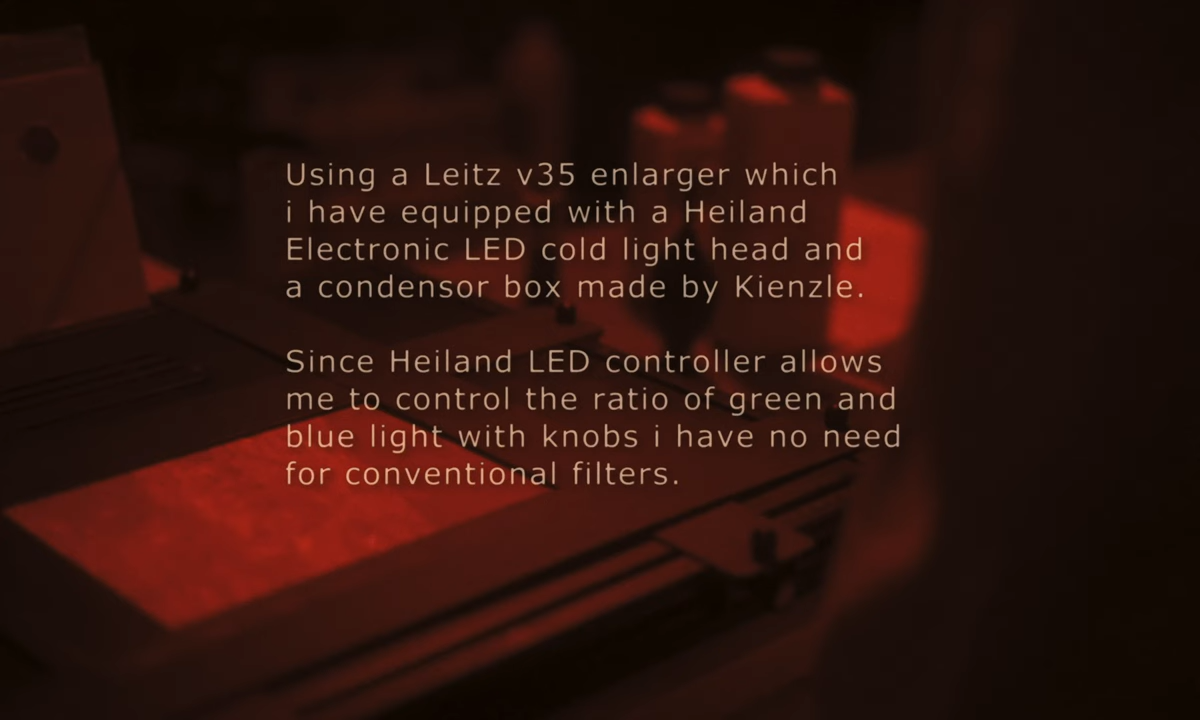 Using a Leitz v35 enlarger which
i have equipped with a Heiland
Electronic LED cold light head and
a condensor box made by Kienzle.
Since Heiland LED controller allows
me to control the ratio of green and
blue light with knobs i have no need
for conventional filters.